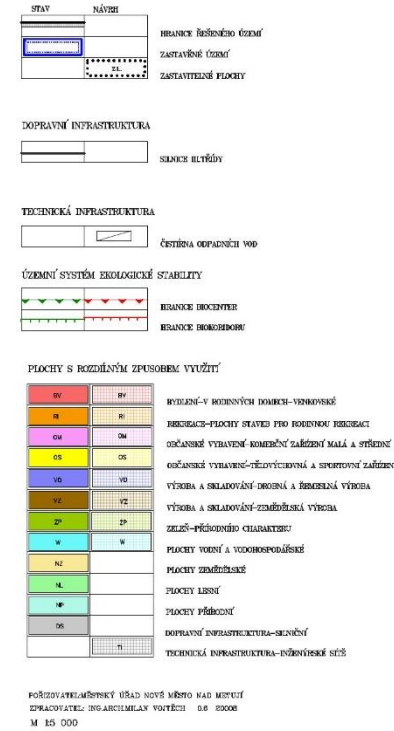 STAV NÁVRH
HRANICE ŘEŠENÉHO ÚZEMÍ
ZASTAVĚNÉ ÚZEMÍ
Z1. ZASTAVITELNÉ PLOCHY
DOPRAVNÍ INFRASTRUKTURA
SILNICE III.TŘÍDY
TECHNICKÁ INFRASTRUKTURA
ČISTÍRNA ODPADNÍCH VOD
ÚZEMNÍ SYSTÉM EKOLOGICKÉ STABILITY
HRANICE BIOCENTER
HRANICE BIOKORIDORU
PLOCHY S ROZDÍLNÝM ZPUSOBEM VYUŽITÍ
BV BV BYDLENÍ-V RODINNÝCH DOMECH-VENKOVSKÉ
RI RI REKREACE-PLOCHY STAVEB PRO RODINNOU REKREACI
OM OM OBČANSKÉ VYBAVENÍ-KOMERČNÍ ZAŘÍZENÍ MALÁ A STŘEDNÍ
OS OS OBČANSKÉ VYBAVENÍ-TĚLOVÝCHOVNÁ A SPORTOVNÍ ZAŘÍZEN
VD VD VÝROBA A SKLADOVÁNÍ-DROBNÁ A ŘEMESLNÁ VÝROBA
VZ VZ VÝROBA A SKLADOVÁNÍ-ZEMĚDĚLSKÁ VÝROBA
ZP ZP ZELEŇ-PŘÍRODNÍHO CHARAKTERU
W W PLOCHY VODNÍ A VODOHOSPODÁŘSKÉ
NZ PLOCHY ZEMĚDĚLSKÉ
NL PLOCHY LESNÍ
NP PLOCHY PŘÍRODNÍ
DS DOPRAVNÍ INFRASTRUKTURA-SILNIČNÍ
TI TECHNICKÁ INFRASTRUKTURA-INŽENÝRSKÉ SÍTĚ
POŘIZOVATEL:MĚSTSKÝ ÚŘAD NOVÉ MĚSTO NAD METUJÍ
ZPRACOVATEL: ING.ARCH.MILAN VOJTĚCH 0.6 20008
M 1:5 000